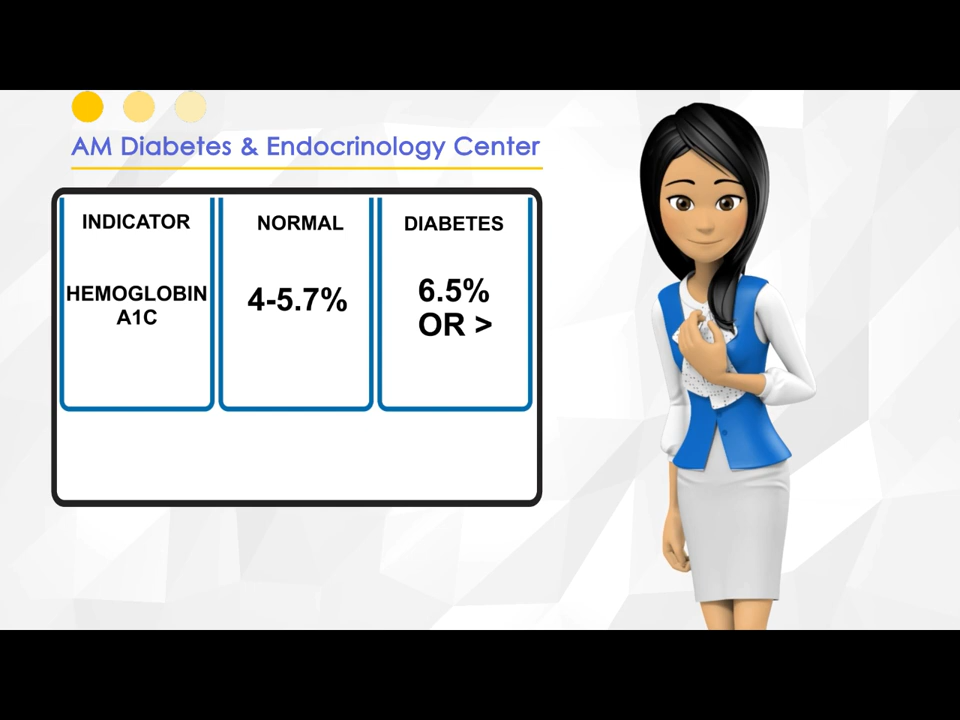 AM Diabetes & Endocrinology Center
INDICATOR
NORMAL
DIABETES
HEMOGLOBIN
A1C
4-5.7%
6.5%
OR >